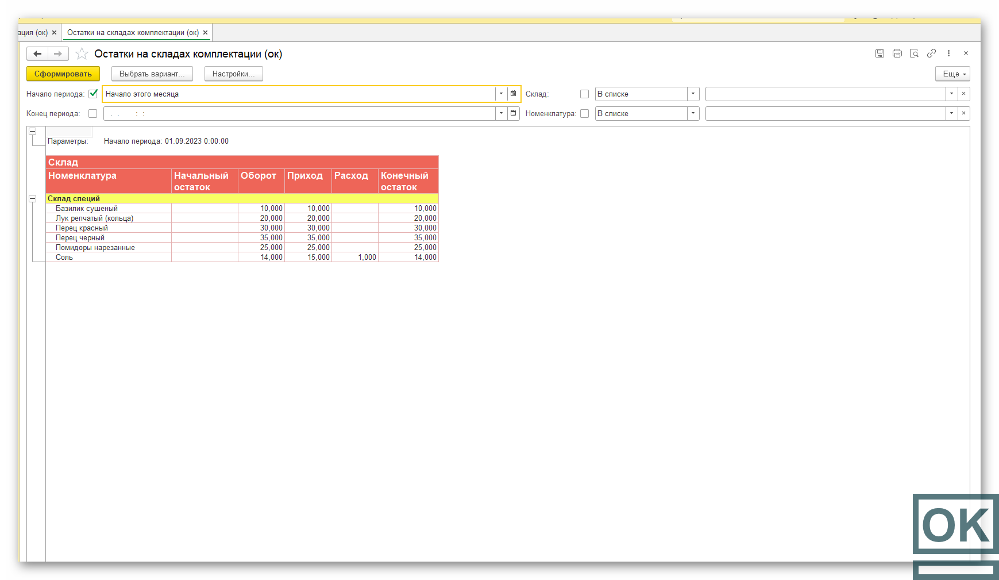 ация (ок) ×
Остатки на складах комплектации (ок) ×
Остатки на складах комплектации (ок)
Сформировать
Выбрать вариант...
Настройки...
Еще
Начало периода:
Начало этого месяца
Склад:
В списке
Конец периода:
. . : :
Номенклатура:
В списке
Параметры: Начало периода: 01.09.2023 0:00:00
Склад
Номенклатура Начальный остаток Оборот Приход Расход Конечный остаток
Склад специй
Базилик сушеный 10,000 10,000 10,000
Лук репчатый (кольца) 20,000 20,000 20,000
Перец красный 30,000 30,000 30,000
Перец черный 35,000 35,000 35,000
Помидоры нарезанные 25,000 25,000 25,000
Соль 14,000 15,000 1,000 14,000
ОК